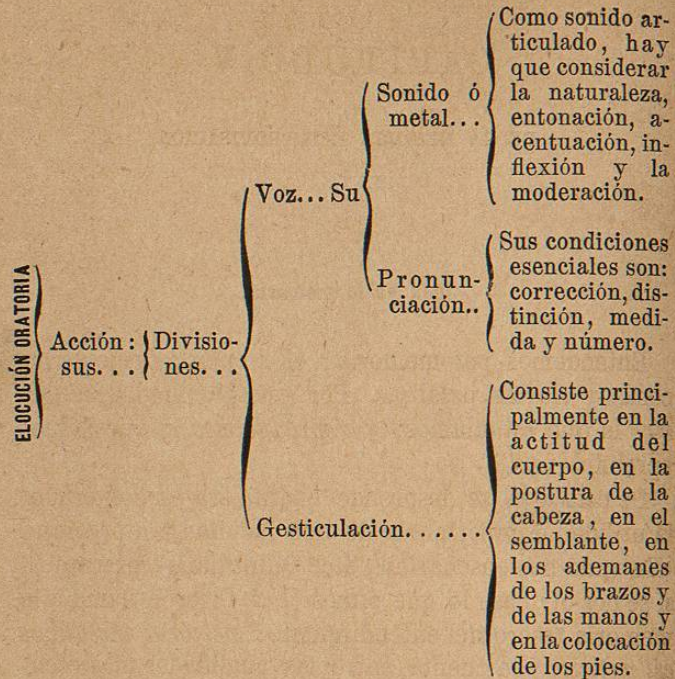 ELOCUCIÓN ORATORIA
Acción: sus...
Divisiones...
Voz... Su
Sonido ó
metal...
Como sonido ar-
ticulado, hay
que considerar
la naturaleza,
entonación, a-
centuación, in-
flexión y la
moderación.
Pronun-
ciación..
Sus condiciones
esenciales son:
corrección, dis-
tinción, medi-
da y número.
Gesticulación......
Consiste princi-
palmente en la
actitud del
cuerpo, en la
postura de la
cabeza, en el
semblante, en
los ademanes
de los brazos y
de las manos y
en la colocación
de los pies.